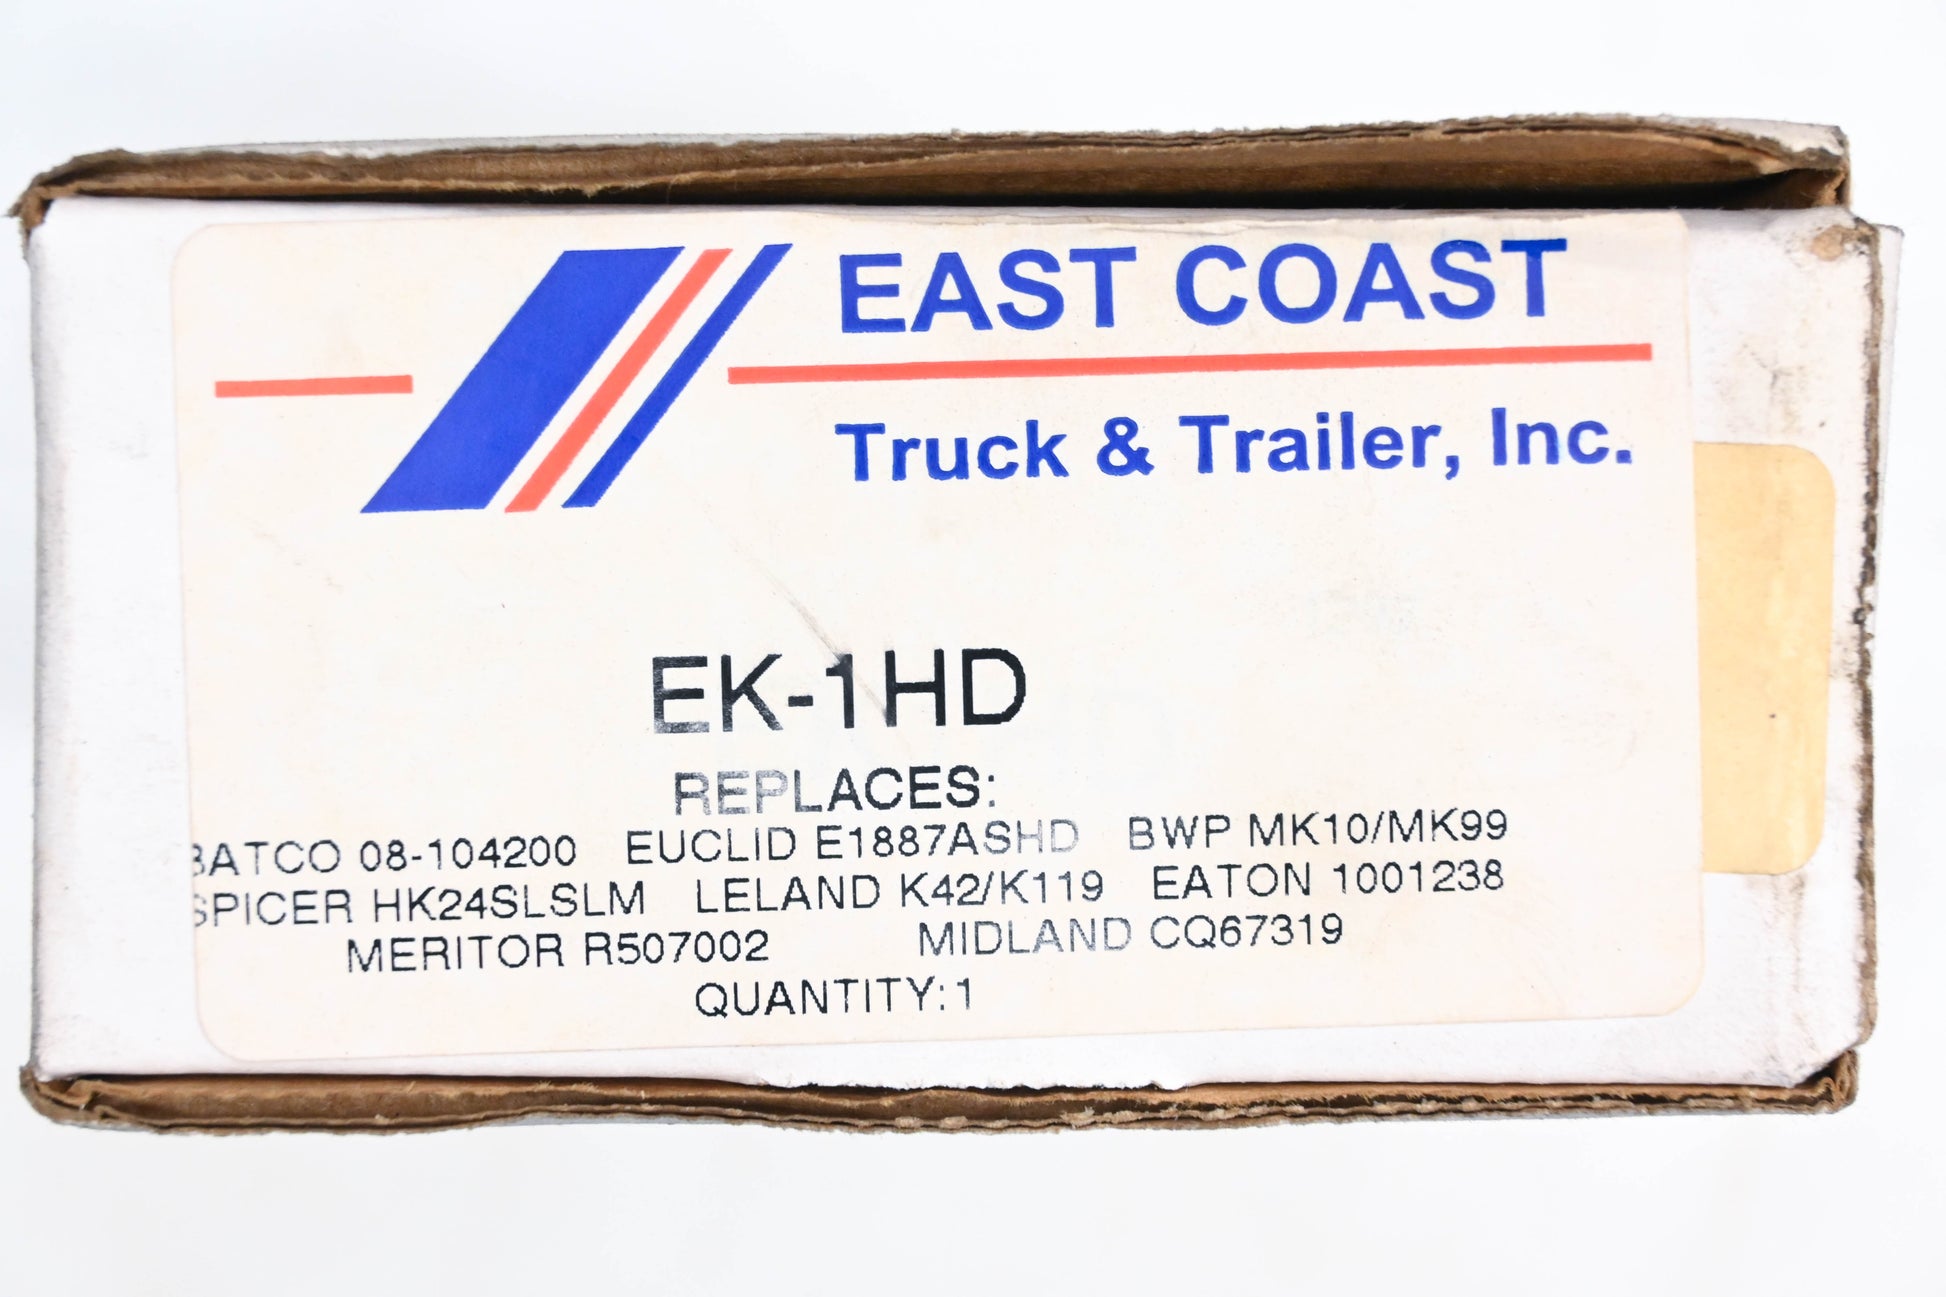 EAST COAST
Truck & Trailer, Inc.
EK-1HD
REPLACES:
BATCO 08-104200 EUCLID E1887ASHD BWP MK10/MK99
SPICER HK24SLSLM LELAND K42/K119 EATON 1001238
MERITOR R507002 MIDLAND CQ67319
QUANTITY:1